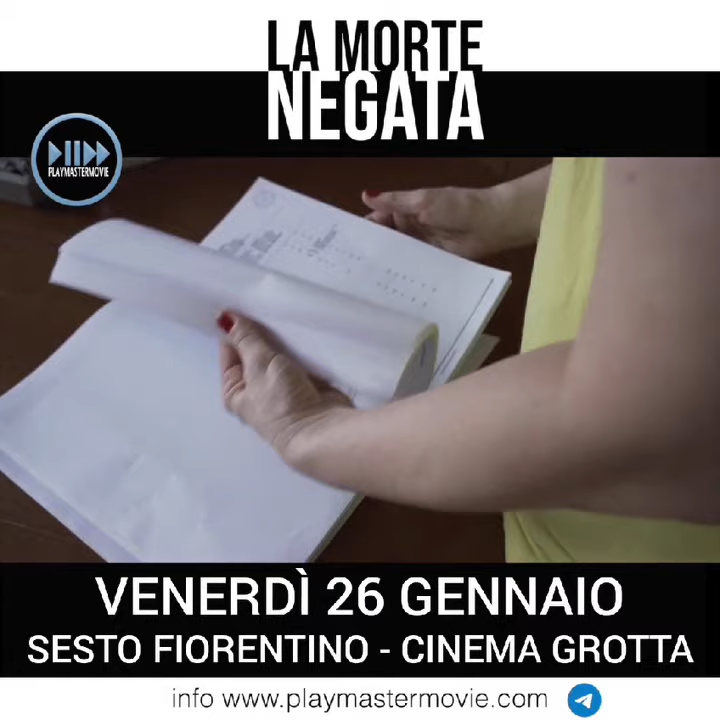 LA MORTE
NEGATA
PLAYMASTERMOVIE
VENERDÌ 26 GENNAIO
SESTO FIORENTINO - CINEMA GROTTA
info www.playmastermovie.com